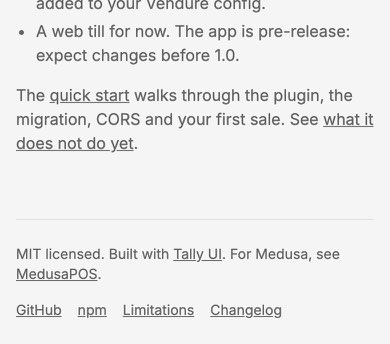 added to your Vendure config.
• A web till for now. The app is pre-release:
expect changes before 1.0.
The quick start walks through the plugin, the
migration, CORS and your first sale. See what it
does not do yet.
MIT licensed. Built with Tally UI. For Medusa, see
MedusaPOS.
GitHub npm Limitations Changelog